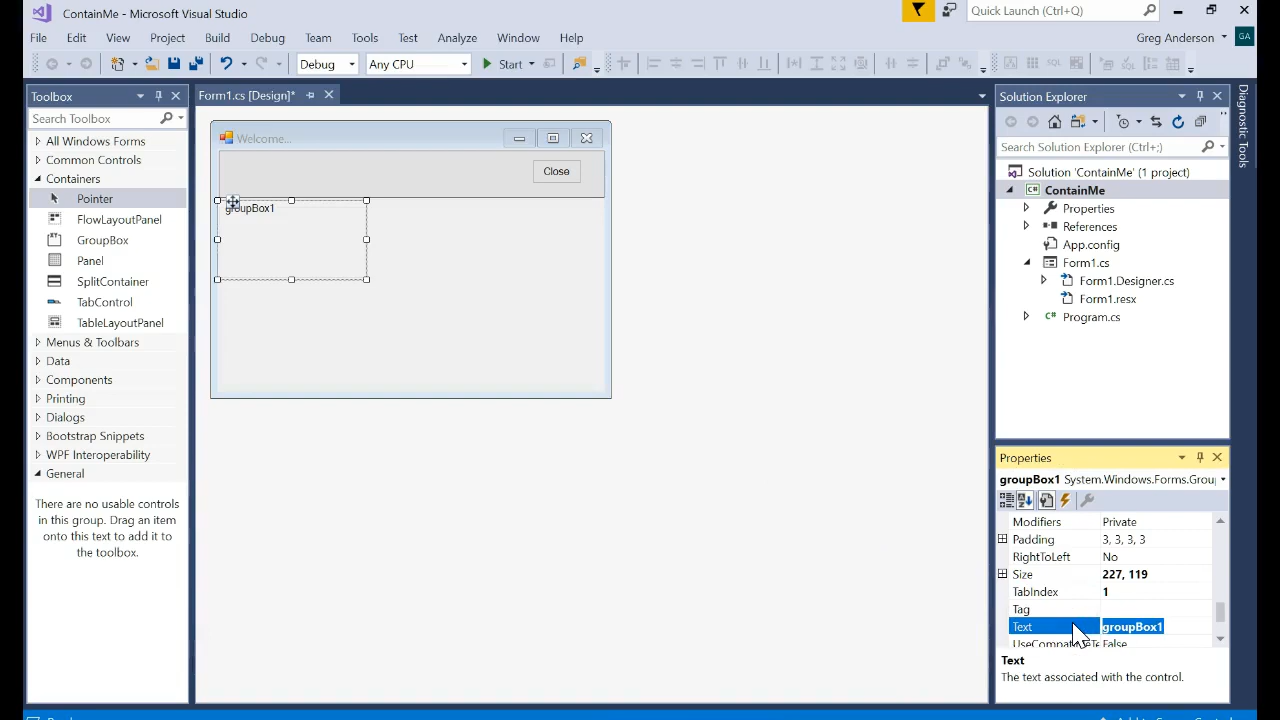 ContainMe - Microsoft Visual Studio
Quick Launch (Ctrl+Q)
File Edit View Project Build Debug Team Tools Test Analyze Window Help
Greg Anderson GA
Debug Any CPU Start
Toolbox
Search Toolbox
All Windows Forms
Common Controls
Containers
Pointer
FlowLayoutPanel
GroupBox
Panel
SplitContainer
TabControl
TableLayoutPanel
Menus & Toolbars
Data
Components
Printing
Dialogs
Bootstrap Snippets
WPF Interoperability
General
There are no usable controls
in this group. Drag an item
onto this text to add it to
the toolbox.
Form1.cs [Design]*
Welcome...
Close
groupBox1
Solution Explorer
Search Solution Explorer (Ctrl+;)
Solution 'ContainMe' (1 project)
ContainMe
Properties
References
App.config
Form1.cs
Form1.Designer.cs
Form1.resx
Program.cs
Diagnostic Tools
Properties
groupBox1 System.Windows.Forms.Grou
Modifiers Private
Padding 3, 3, 3, 3
RightToLeft No
Size 227, 119
TabIndex 1
Tag
Text groupBox1
False
Text
The text associated with the control.